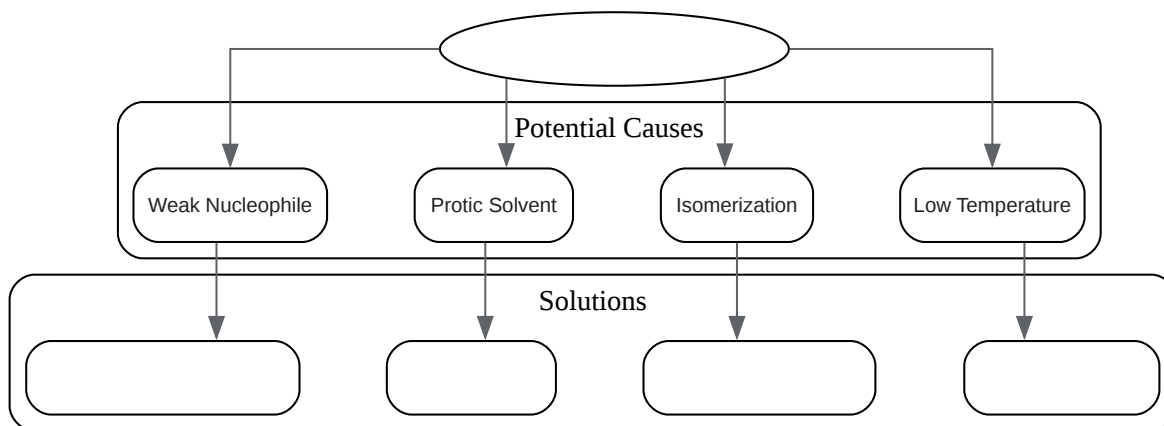 Potential Causes
Weak Nucleophile
Protic Solvent
Isomerization
Low Temperature
Solutions